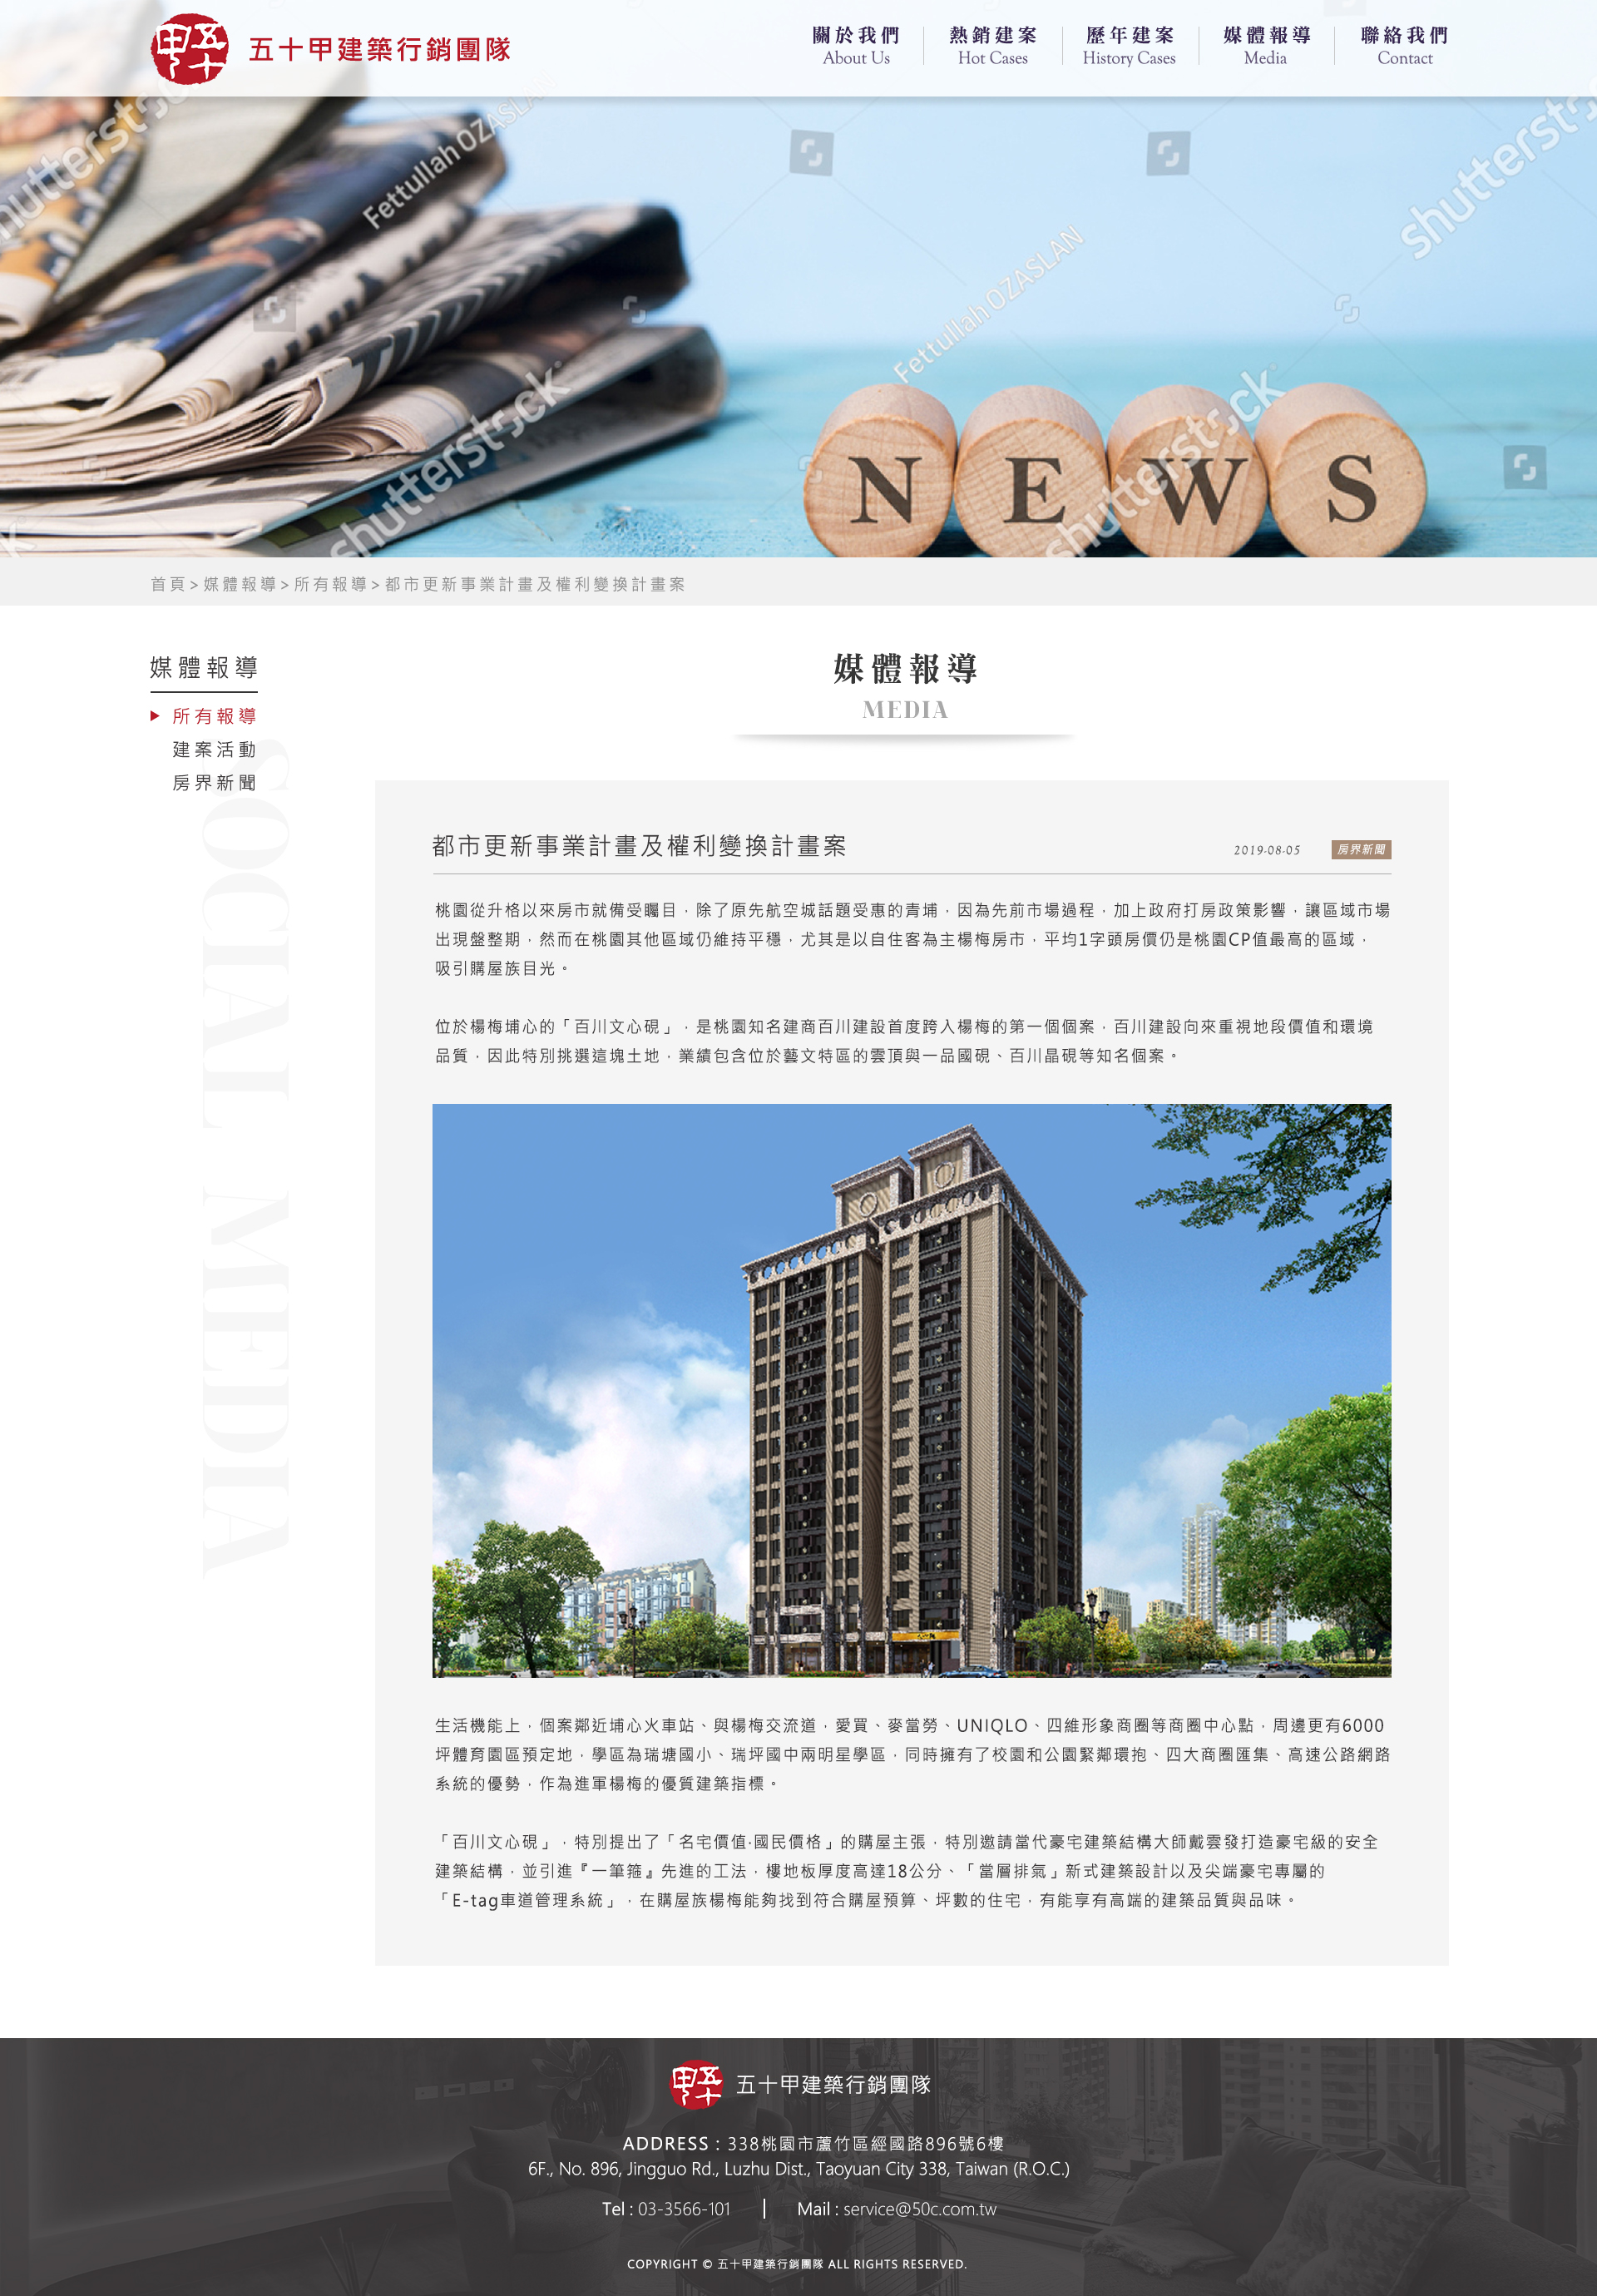 五十甲建築行銷團隊
關於我們 熱銷建案 歷年建案 媒體報導 聯絡我們
About Us Hot Cases History Cases Media Contact
shutterstock
Fettullah OZASLAN
shutterstock
Fettullah OZASLAN
shutterstock
shutterstock
NEWS
首頁>媒體報導>所有報導>都市更新事業計畫及權利變換計畫案
媒體報導
所有報導
建案活動
房界新聞
SOCIAL MEDIA
媒體報導
MEDIA
都市更新事業計畫及權利變換計畫案
2019-08-05 房界新聞
桃園從升格以來房市就備受矚目，除了原先航空城話題受惠的青埔，因為先前市場過程，加上政府打房政策影響，讓區域市場
出現盤整期，然而在桃園其他區域仍維持平穩，尤其是以自住客為主楊梅房市，平均1字頭房價仍是桃園CP值最高的區域，
吸引購屋族目光。
位於楊梅埔心的「百川文心硯」，是桃園知名建商百川建設首度跨入楊梅的第一個個案，百川建設向來重視地段價值和環境
品質，因此特別挑選這塊土地，業績包含位於藝文特區的雲頂與一品國硯、百川晶硯等知名個案。
生活機能上，個案鄰近埔心火車站、與楊梅交流道，愛買、麥當勞、UNIQLO、四維形象商圈等商圈中心點，周邊更有6000
坪體育園區預定地，學區為瑞塘國小、瑞坪國中兩明星學區，同時擁有了校園和公園緊鄰環抱、四大商圈匯集、高速公路網路
系統的優勢，作為進軍楊梅的優質建築指標。
「百川文心硯」，特別提出了「名宅價值‧國民價格」的購屋主張，特別邀請當代豪宅建築結構大師戴雲發打造豪宅級的安全
建築結構，並引進『一筆箍』先進的工法，樓地板厚度高達18公分、「當層排氣」新式建築設計以及尖端豪宅專屬的
「E-tag車道管理系統」，在購屋族楊梅能夠找到符合購屋預算、坪數的住宅，有能享有高端的建築品質與品味。
五十甲建築行銷團隊
ADDRESS : 338桃園市蘆竹區經國路896號6樓
6F., No. 896, Jingguo Rd., Luzhu Dist., Taoyuan City 338, Taiwan (R.O.C.)
Tel : 03-3566-101 | Mail : service@50c.com.tw
COPYRIGHT © 五十甲建築行銷團隊 ALL RIGHTS RESERVED.